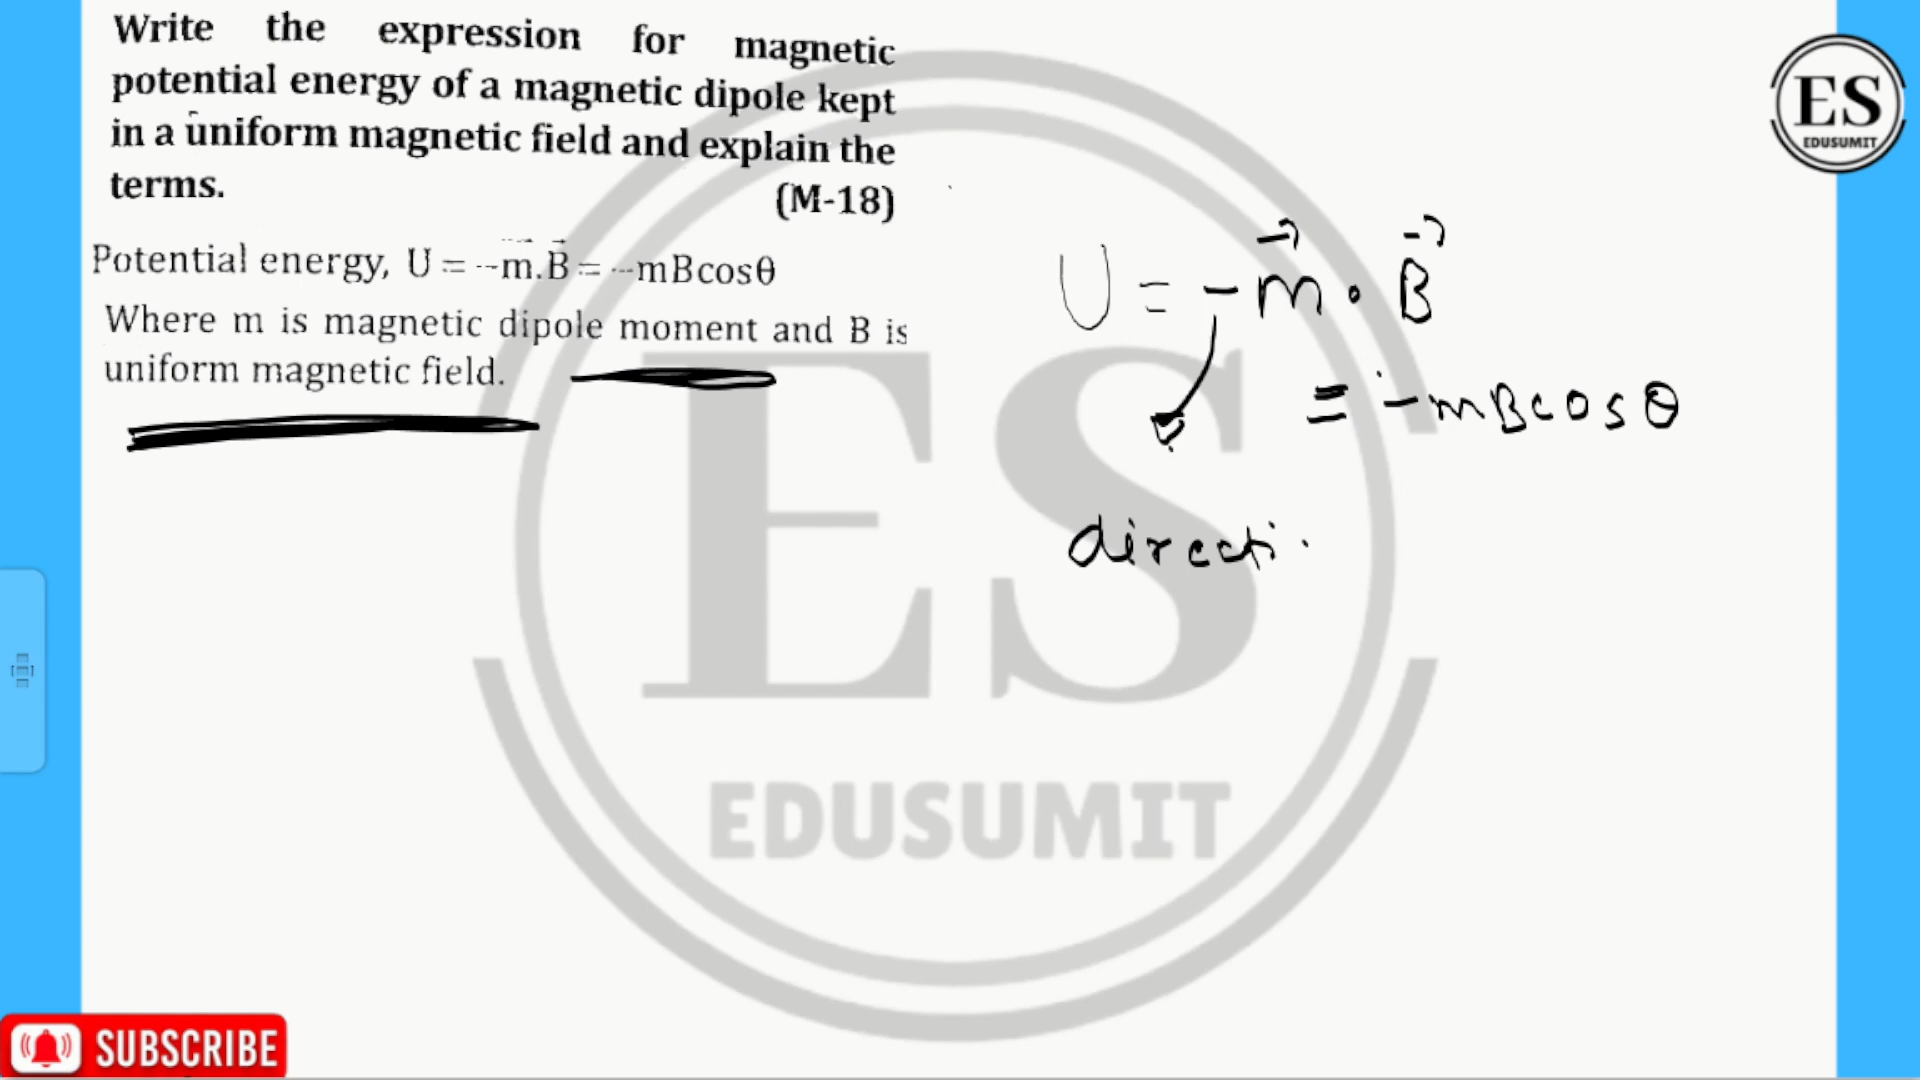 Write the expression for magnetic
potential energy of a magnetic dipole kept
in a uniform magnetic field and explain the
terms. (M-18)
Potential energy, U = -m⃗.B⃗ = -mBcosθ
Where m is magnetic dipole moment and B is
uniform magnetic field.
U = -m⃗ · B⃗
= -mBcosθ
directi
ES
EDUSUMIT
ES
EDUSUMIT
SUBSCRIBE